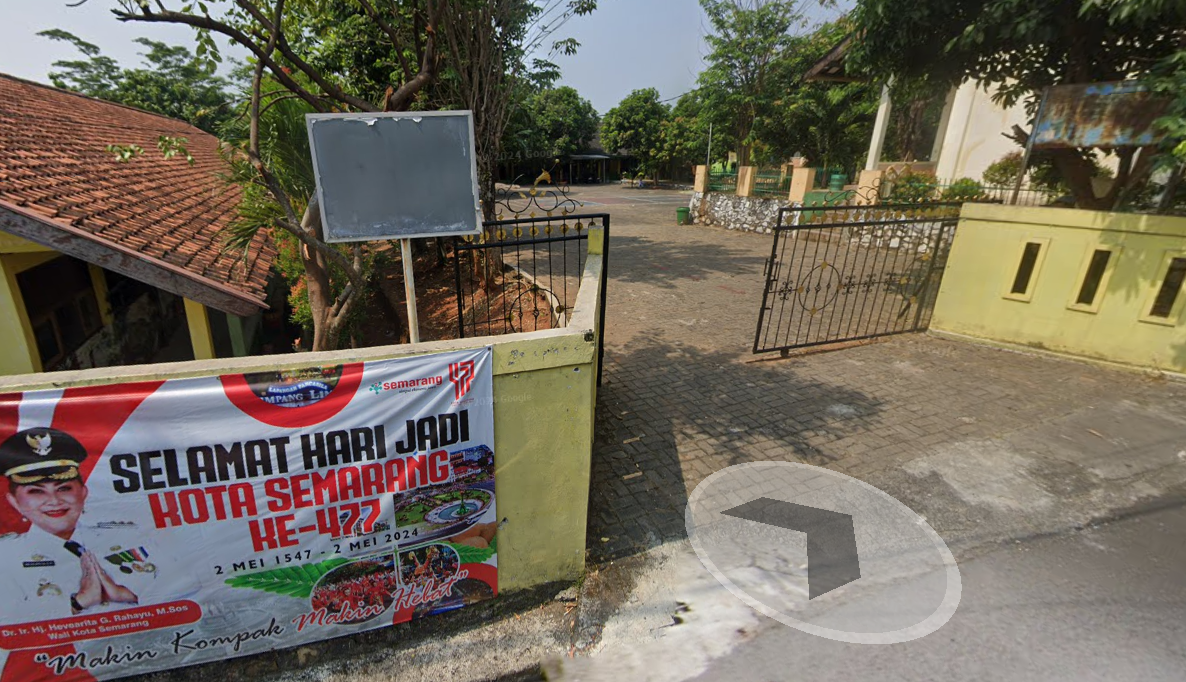 semarang
477
SELAMAT HARI JADI
KOTA SEMARANG
KE-477
2 MEI 1547 - 2 MEI 2024
Dr. Ir. Hj. Hevearita G. Rahayu, M.Sos
Wali Kota Semarang
"Makin Kompak Makin Hebat"